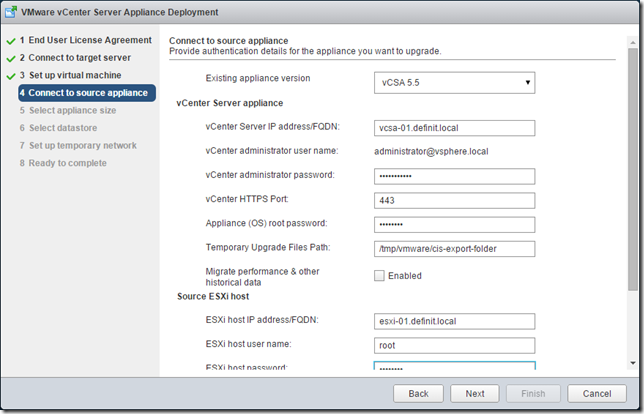 VMware vCenter Server Appliance Deployment
1 End User License Agreement
2 Connect to target server
3 Set up virtual machine
4 Connect to source appliance
5 Select appliance size
6 Select datastore
7 Set up temporary network
8 Ready to complete
Connect to source appliance
Provide authentication details for the appliance you want to upgrade.
Existing appliance version
vCSA 5.5
vCenter Server appliance
vCenter Server IP address/FQDN:
vcsa-01.definit.local
vCenter administrator user name:
administrator@vsphere.local
vCenter administrator password:
•••••••••••
vCenter HTTPS Port:
443
Appliance (OS) root password:
••••••••
Temporary Upgrade Files Path:
/tmp/vmware/cis-export-folder
Migrate performance & other
historical data
Enabled
Source ESXi host
ESXi host IP address/FQDN:
esxi-01.definit.local
ESXi host user name:
root
ESXi host password:
••••••••
Back
Next
Finish
Cancel